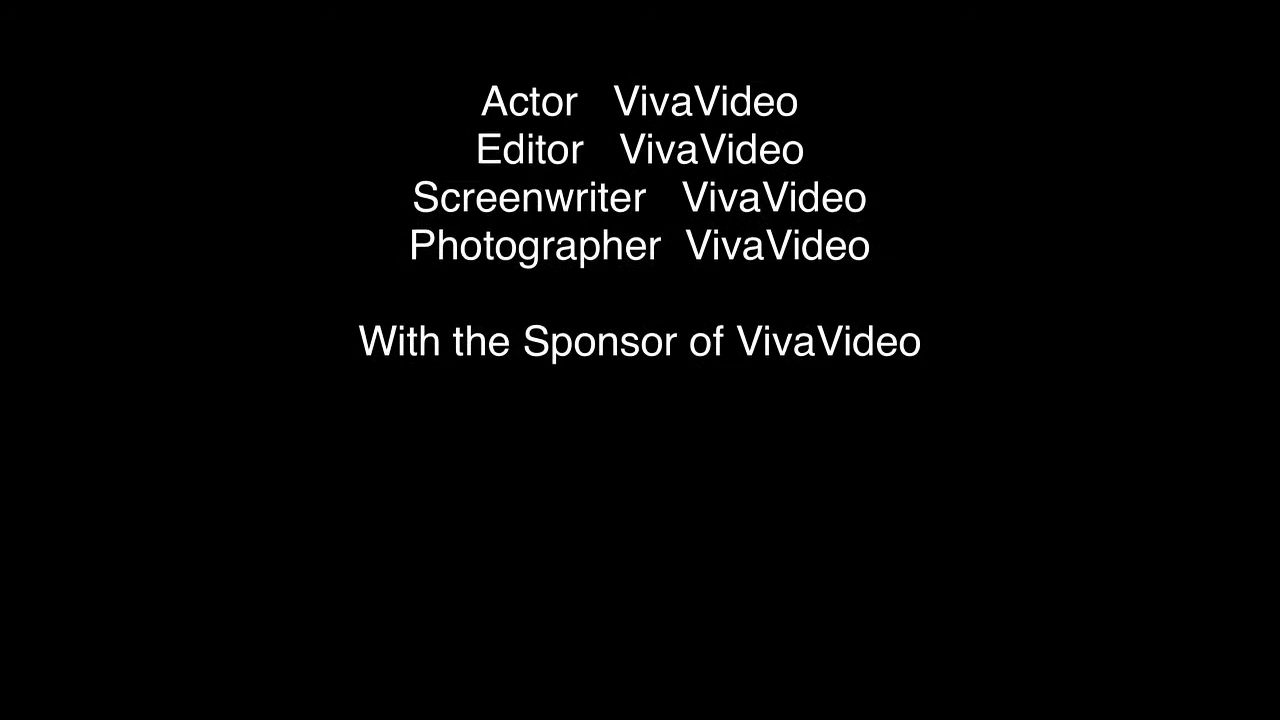 Actor VivaVideo
Editor VivaVideo
Screenwriter VivaVideo
Photographer VivaVideo
With the Sponsor of VivaVideo